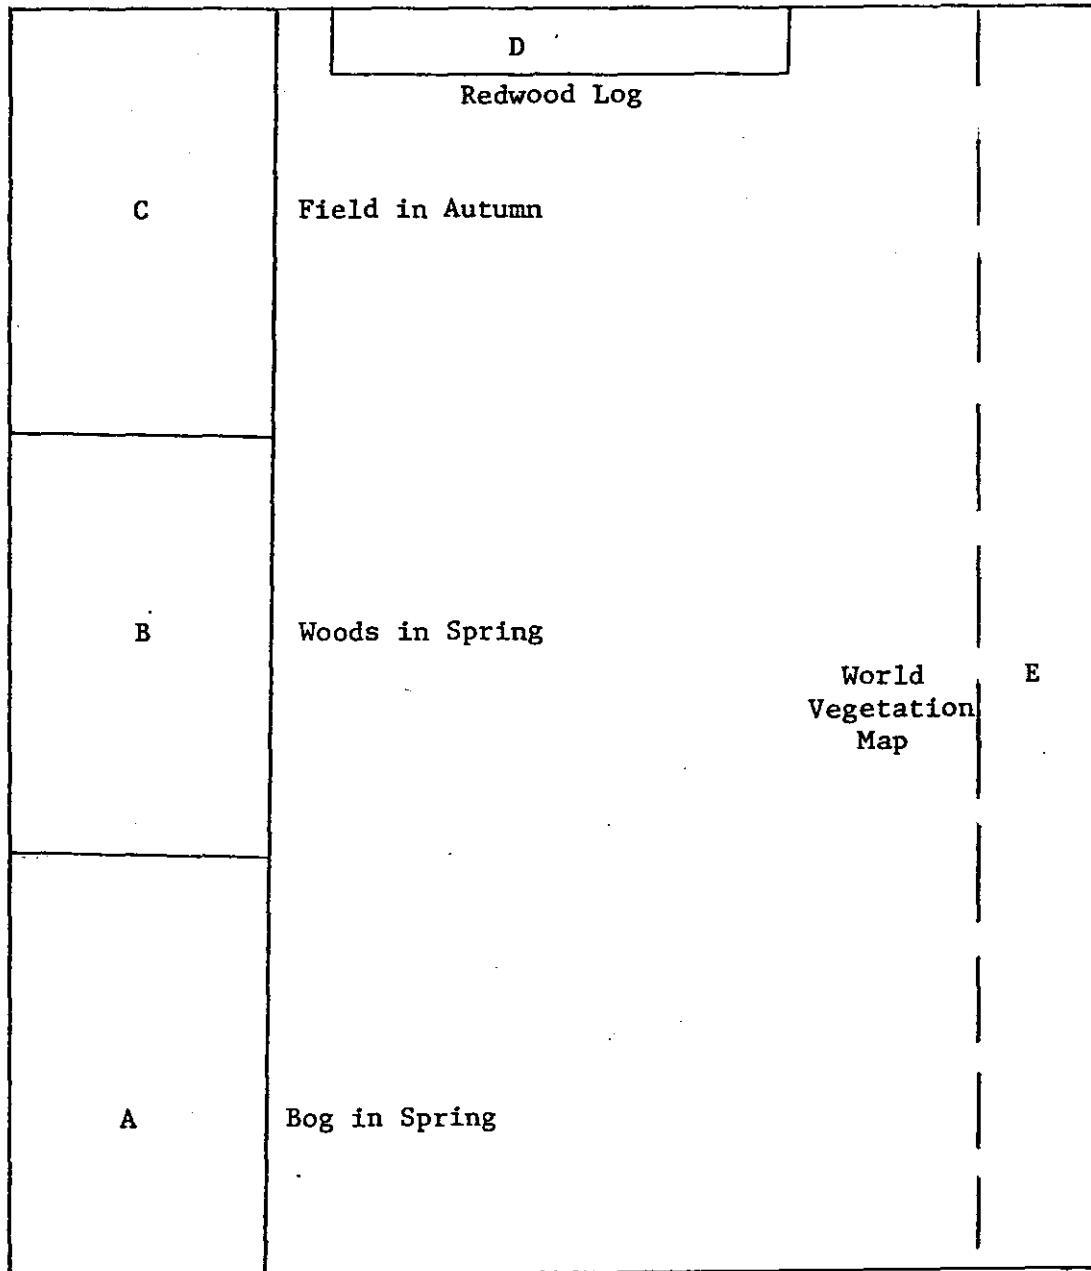 D
Redwood Log
C Field in Autumn
B Woods in Spring
World E
Vegetation
Map
A Bog in Spring